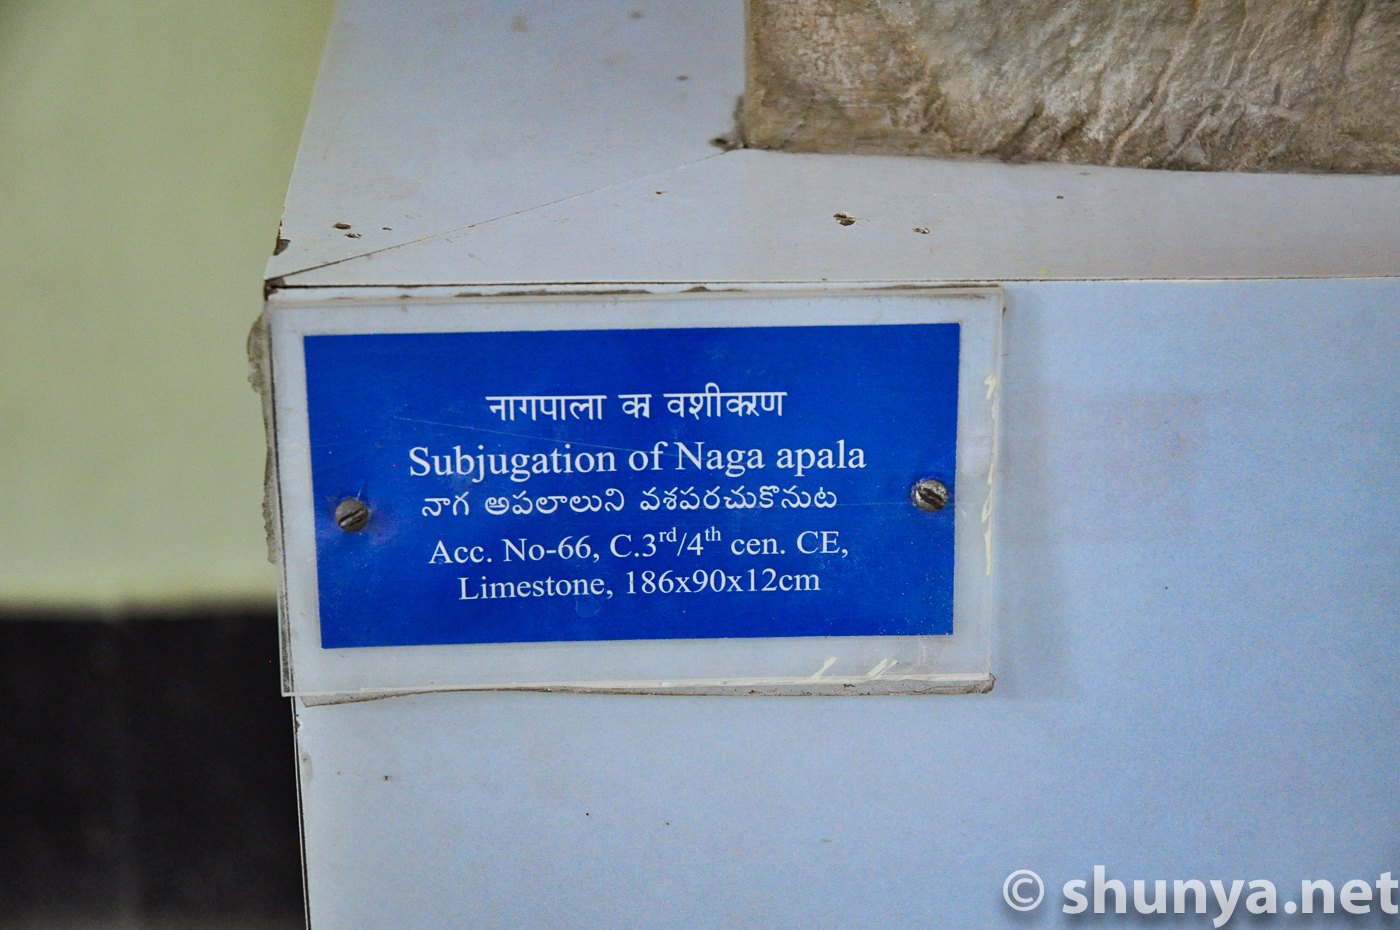 नागपाला का वशीकरण
Subjugation of Naga apala
నాగ అపలాలుని వశపరచుకొనుట
Acc. No-66, C.3rd/4th cen. CE,
Limestone, 186x90x12cm
© shunya.net